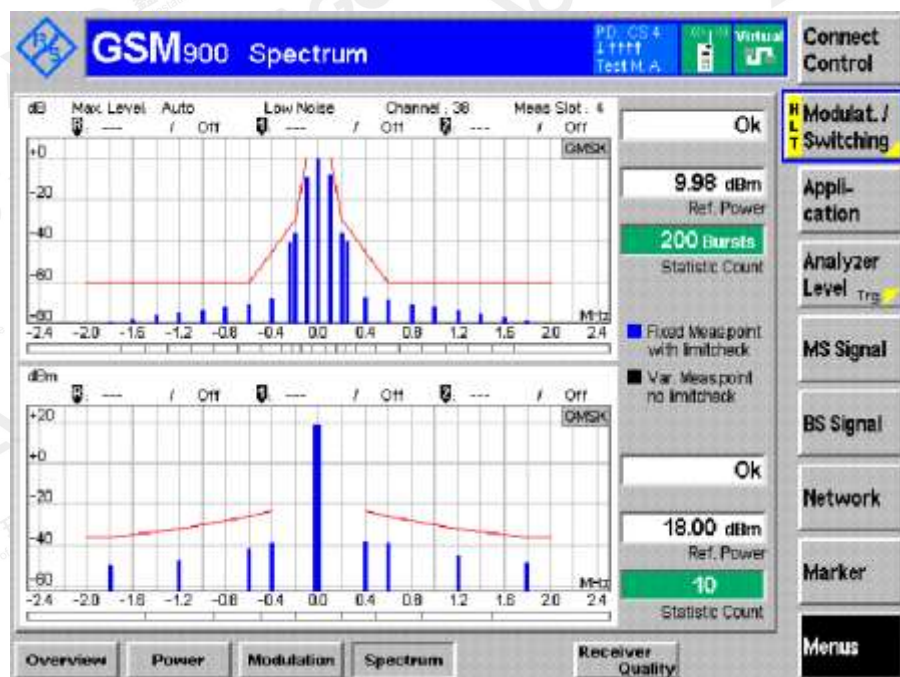 GSM900 Spectrum
PD. CS4
Test M. A
Virtual
Connect Control
dB Max. Level: Auto Low Noise Channel : 38 Meas Slot : 4
--- / Off --- / Off --- / Off
GMSK
+0
-20
-40
-60
-80
MHz
-2.4 -2.0 -1.6 -1.2 -0.8 -0.4 0.0 0.4 0.8 1.2 1.6 2.0 2.4
Ok
9.98 dBm
Ref. Power
200 Bursts
Statistic Count
Fixed Meas.point
with limitcheck
Var. Meas.point
no limitcheck
dBm
--- / Off --- / Off --- / Off
GMSK
+20
+0
-20
-40
-60
MHz
-2.4 -2.0 -1.6 -1.2 -0.8 -0.4 0.0 0.4 0.8 1.2 1.6 2.0 2.4
Ok
18.00 dBm
Ref. Power
10
Statistic Count
H L T
Modulat. /
Switching
Appli-
cation
Analyzer
Level Trg
MS Signal
BS Signal
Network
Marker
Menus
Overview Power Modulation Spectrum Receiver
Quality